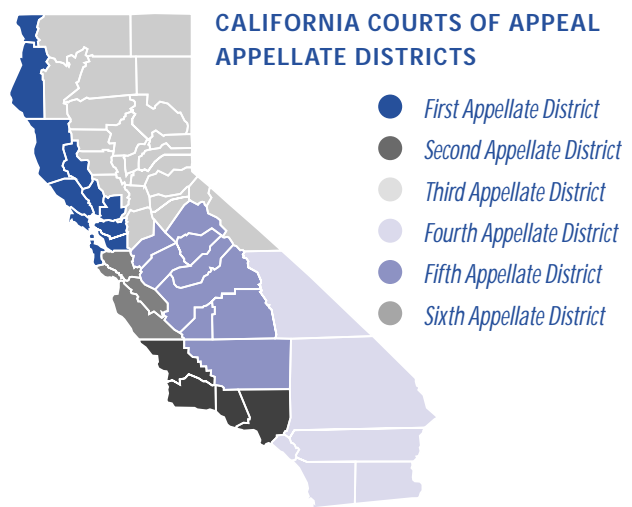 CALIFORNIA COURTS OF APPEAL
APPELLATE DISTRICTS
First Appellate District
Second Appellate District
Third Appellate District
Fourth Appellate District
Fifth Appellate District
Sixth Appellate District